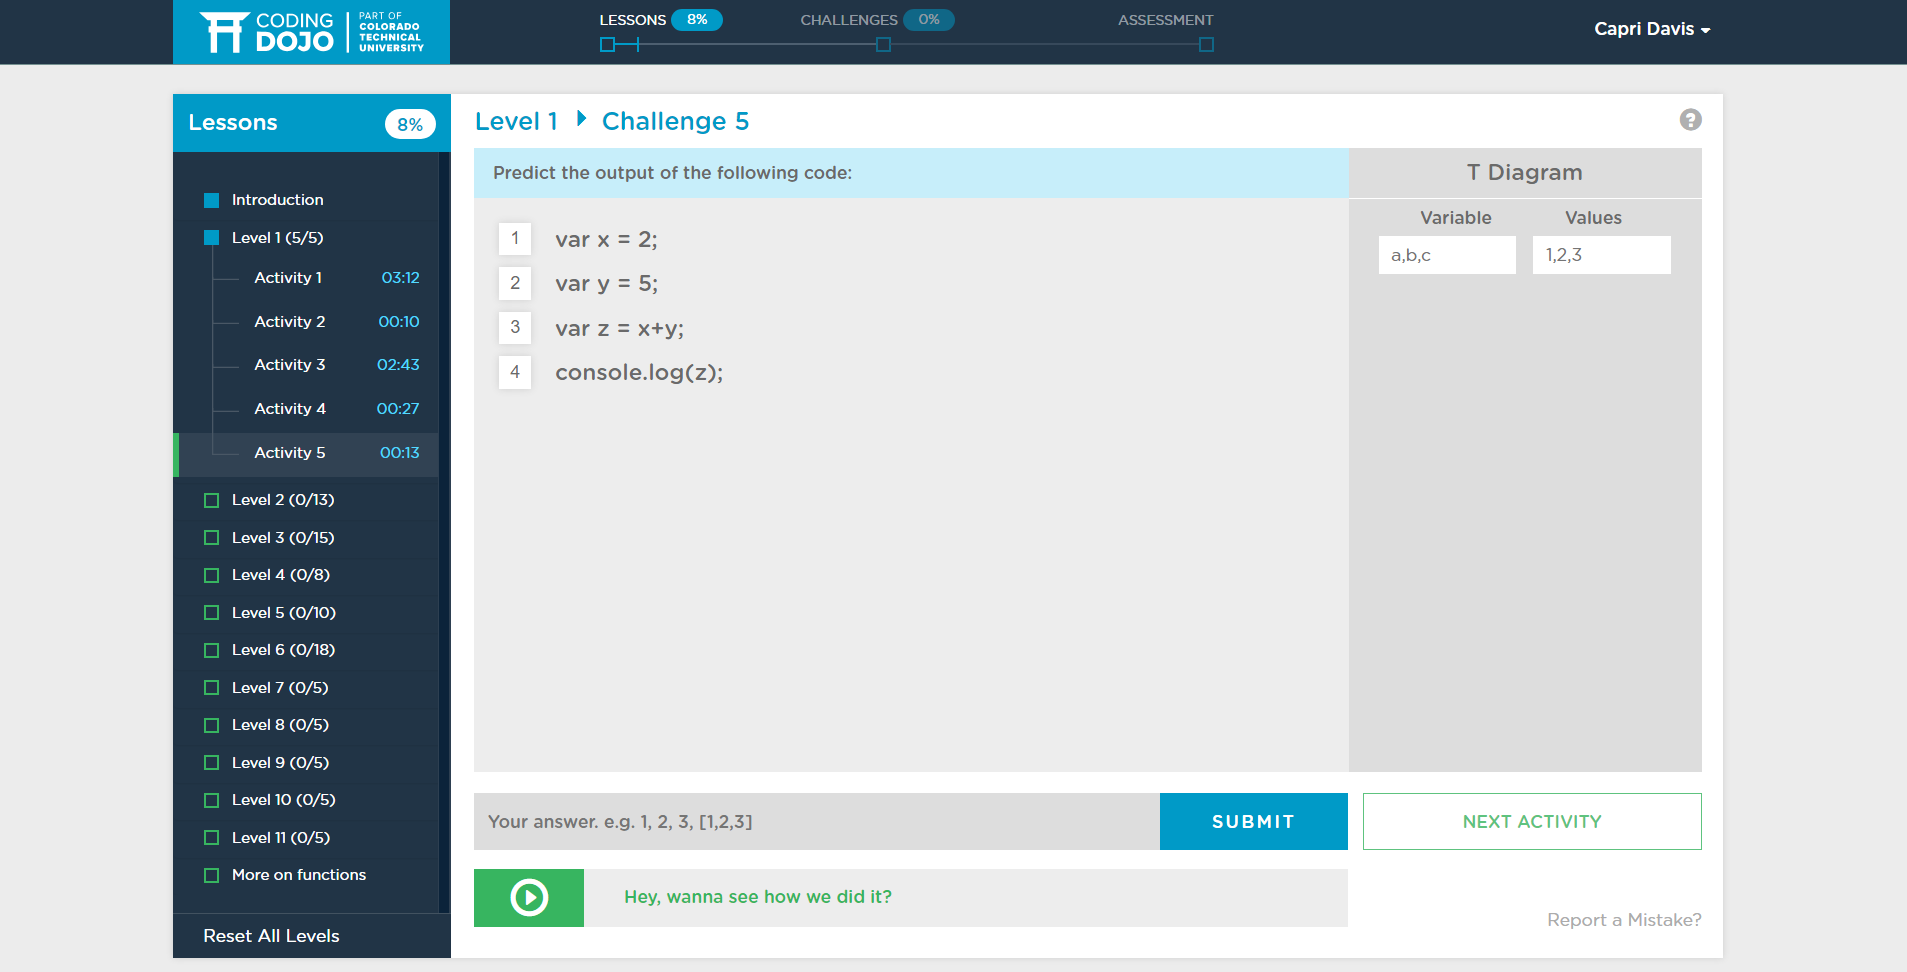 CODING
DOJO
PART OF
COLORADO
TECHNICAL
UNIVERSITY
LESSONS 8%
CHALLENGES 0%
ASSESSMENT
Capri Davis
Lessons 8%
Introduction
Level 1 (5/5)
Activity 1 03:12
Activity 2 00:10
Activity 3 02:43
Activity 4 00:27
Activity 5 00:13
Level 2 (0/13)
Level 3 (0/15)
Level 4 (0/8)
Level 5 (0/10)
Level 6 (0/18)
Level 7 (0/5)
Level 8 (0/5)
Level 9 (0/5)
Level 10 (0/5)
Level 11 (0/5)
More on functions
Reset All Levels
Level 1 Challenge 5
?
Predict the output of the following code:
1 var x = 2;
2 var y = 5;
3 var z = x+y;
4 console.log(z);
T Diagram
Variable Values
a,b,c 1,2,3
Your answer. e.g. 1, 2, 3, [1,2,3]
SUBMIT
NEXT ACTIVITY
Hey, wanna see how we did it?
Report a Mistake?